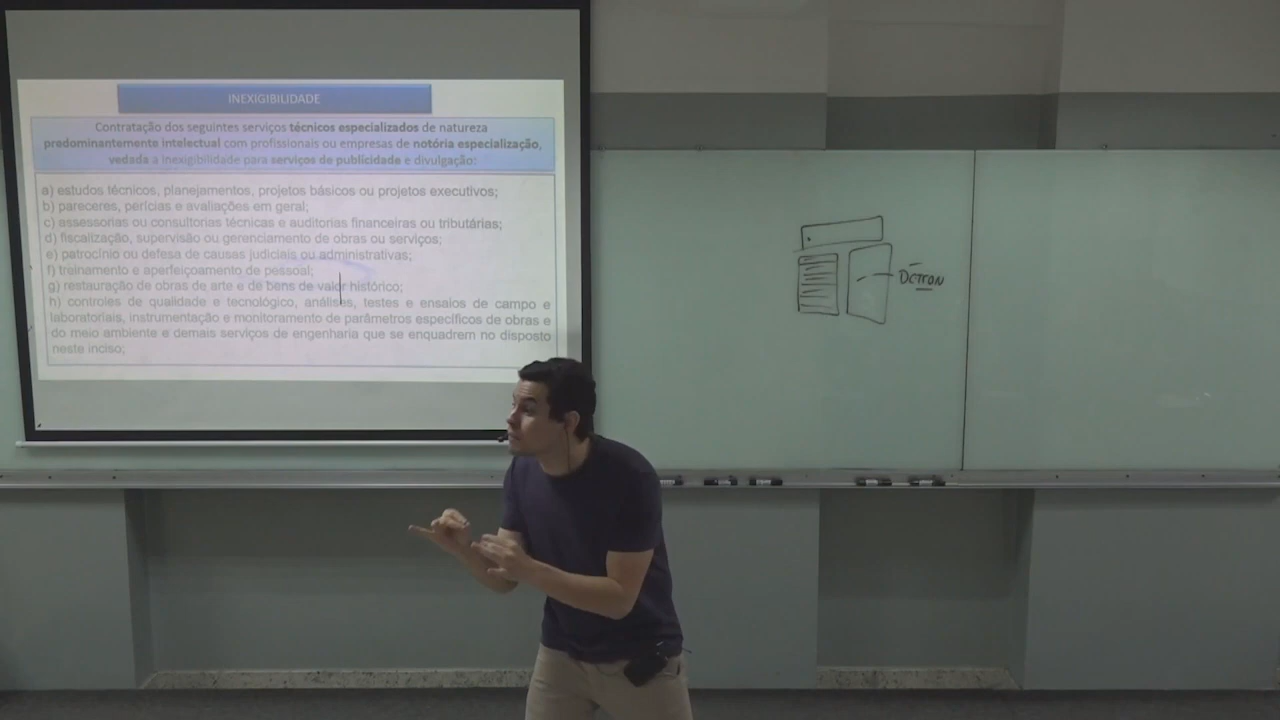 INEXIGIBILIDADE
Contratação dos seguintes serviços técnicos especializados de natureza
predominantemente intelectual com profissionais ou empresas de notória especialização,
vedada a inexigibilidade para serviços de publicidade e divulgação:
a) estudos técnicos, planejamentos, projetos básicos ou projetos executivos;
b) pareceres, perícias e avaliações em geral;
c) assessorias ou consultorias técnicas e auditorias financeiras ou tributárias;
d) fiscalização, supervisão ou gerenciamento de obras ou serviços;
e) patrocínio ou defesa de causas judiciais ou administrativas;
f) treinamento e aperfeiçoamento de pessoal;
g) restauração de obras de arte e de bens de valor histórico;
h) controles de qualidade e tecnológico, análises, testes e ensaios de campo e
laboratoriais, instrumentação e monitoramento de parâmetros específicos de obras e
do meio ambiente e demais serviços de engenharia que se enquadrem no disposto
neste inciso;